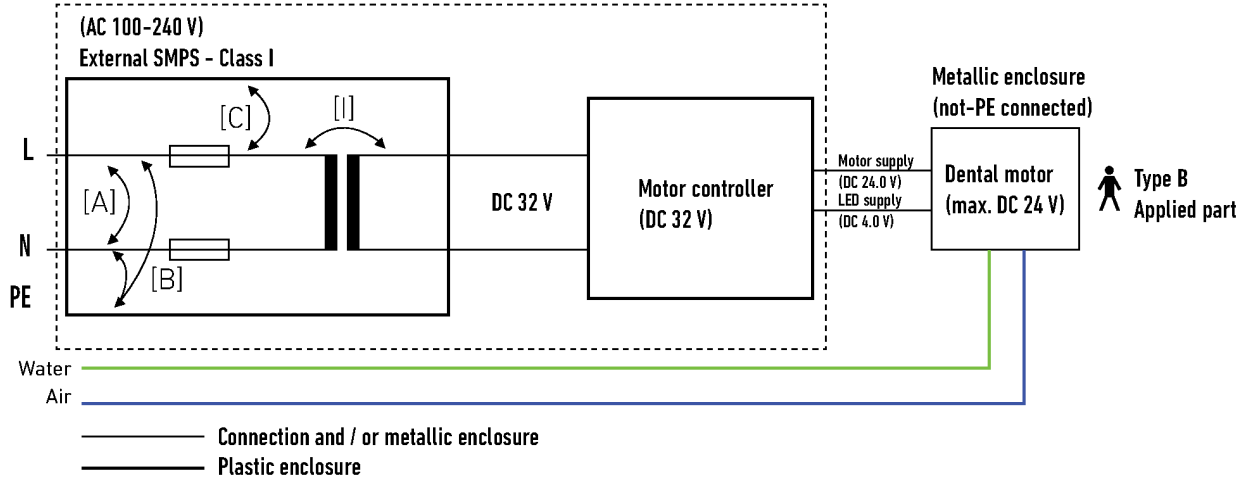 (AC 100-240 V)
External SMPS - Class I
[C]
[I]
L
[A]
N
[B]
PE
DC 32 V
Motor controller
(DC 32 V)
Motor supply
(DC 24.0 V)
LED supply
(DC 4.0 V)
Metallic enclosure
(not-PE connected)
Dental motor
(max. DC 24 V)
Type B
Applied part
Water
Air
Connection and / or metallic enclosure
Plastic enclosure